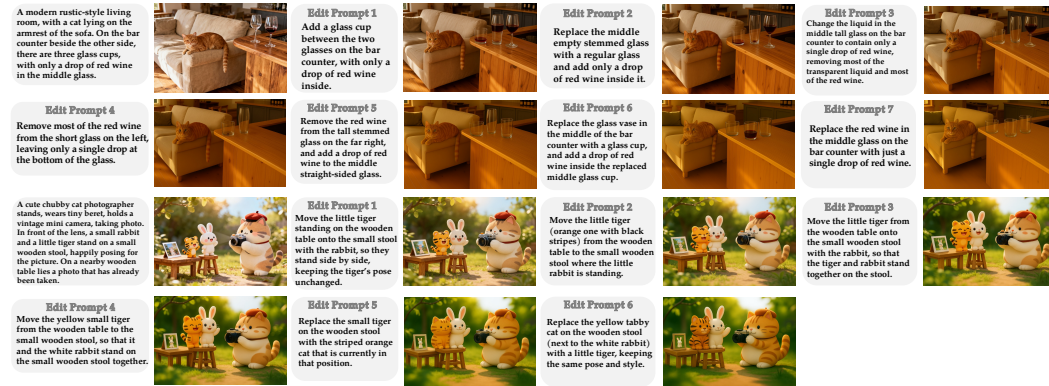 A modern rustic-style living
room, with a cat lying on the
armrest of the sofa. On the bar
counter beside the other side,
there are three glass cups,
with only a drop of red wine
in the middle glass.
Edit Prompt 1
Add a glass cup
between the two
glasses on the bar
counter, with only a
drop of red wine
inside.
Edit Prompt 2
Replace the middle
empty stemmed glass
with a regular glass
and add only a drop
of red wine inside it.
Edit Prompt 3
Change the liquid in the
middle tall glass on the bar
counter to contain only a
single drop of red wine,
removing most of the
transparent liquid and most
of the red wine.
Edit Prompt 4
Remove most of the red wine
from the short glass on the left,
leaving only a single drop at
the bottom of the glass.
Edit Prompt 5
Remove the red wine
from the tall stemmed
glass on the far right,
and add a drop of red
wine to the middle
straight-sided glass.
Edit Prompt 6
Replace the glass vase in
the middle of the bar
counter with a glass cup,
and add a drop of red
wine inside the replaced
middle glass cup.
Edit Prompt 7
Replace the red wine in
the middle glass on the
bar counter with just a
single drop of red wine.
A cute chubby cat photographer
stands, wears tiny beret, holds a
vintage mini camera, taking photo.
In front of the lens, a small rabbit
and a little tiger stand on a small
wooden stool, happily posing for
the picture. On a nearby wooden
table lies a photo that has already
been taken.
Edit Prompt 1
Move the little tiger
standing on the wooden
table onto the small stool
with the rabbit, so they
stand side by side,
keeping the tiger's pose
unchanged.
Edit Prompt 2
Move the little tiger
(orange one with black
stripes) from the wooden
table to the small wooden
stool where the little
rabbit is standing.
Edit Prompt 3
Move the little tiger from
the wooden table onto
the small wooden stool
with the rabbit, so that
the tiger and rabbit stand
together on the stool.
Edit Prompt 4
Move the yellow small tiger
from the wooden table to the
small wooden stool, so that it
and the white rabbit stand on
the small wooden stool together.
Edit Prompt 5
Replace the small tiger
on the wooden stool
with the striped orange
cat that is currently in
that position.
Edit Prompt 6
Replace the yellow tabby
cat on the wooden stool
(next to the white rabbit)
with a little tiger, keeping
the same pose and style.